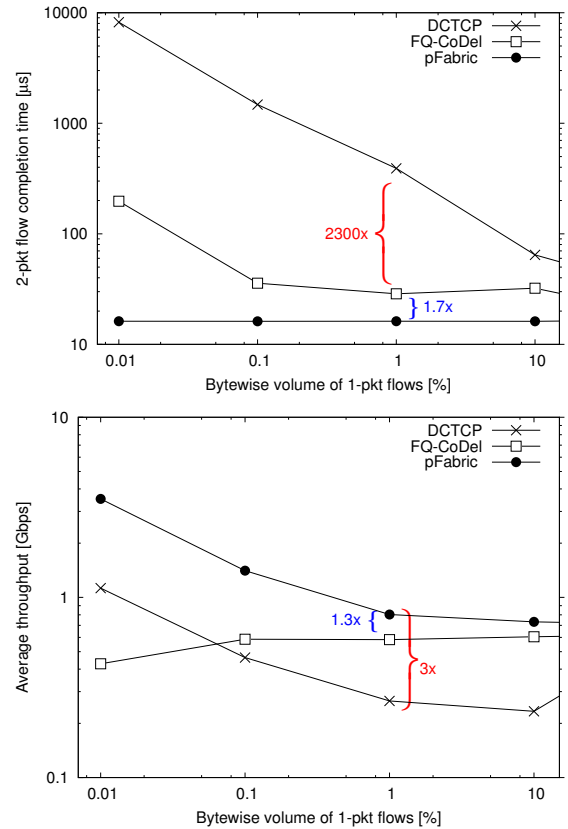 10000
1000
100
10
2-pkt flow completion time [µs]
DCTCP
FQ-CoDel
pFabric
2300x
1.7x
0.01 0.1 1 10
Bytewise volume of 1-pkt flows [%]
10
1
0.1
Average throughput [Gbps]
DCTCP
FQ-CoDel
pFabric
1.3x
3x
0.01 0.1 1 10
Bytewise volume of 1-pkt flows [%]